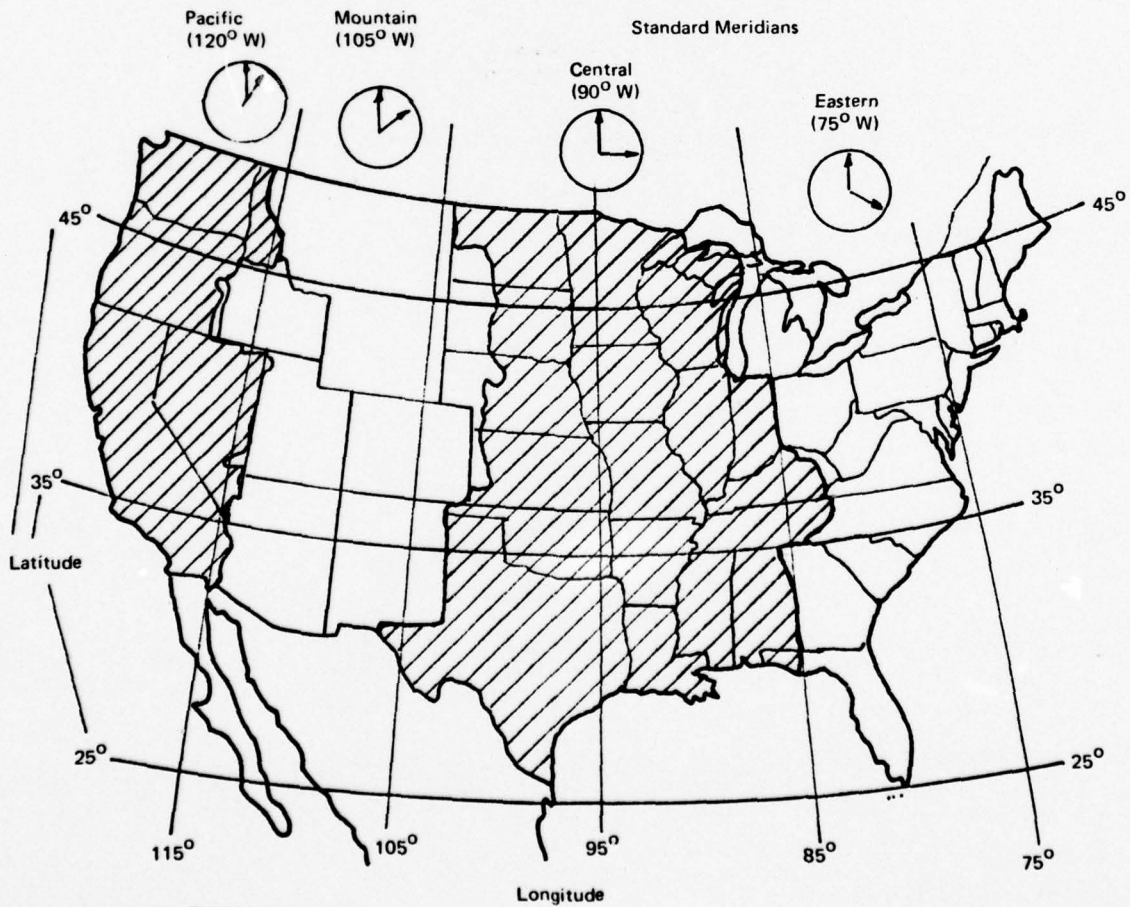 Pacific
(120° W)
Mountain
(105° W)
Standard Meridians
Central
(90° W)
Eastern
(75° W)
45°
45°
35°
35°
Latitude
25°
25°
115°
105°
95°
85°
75°
Longitude